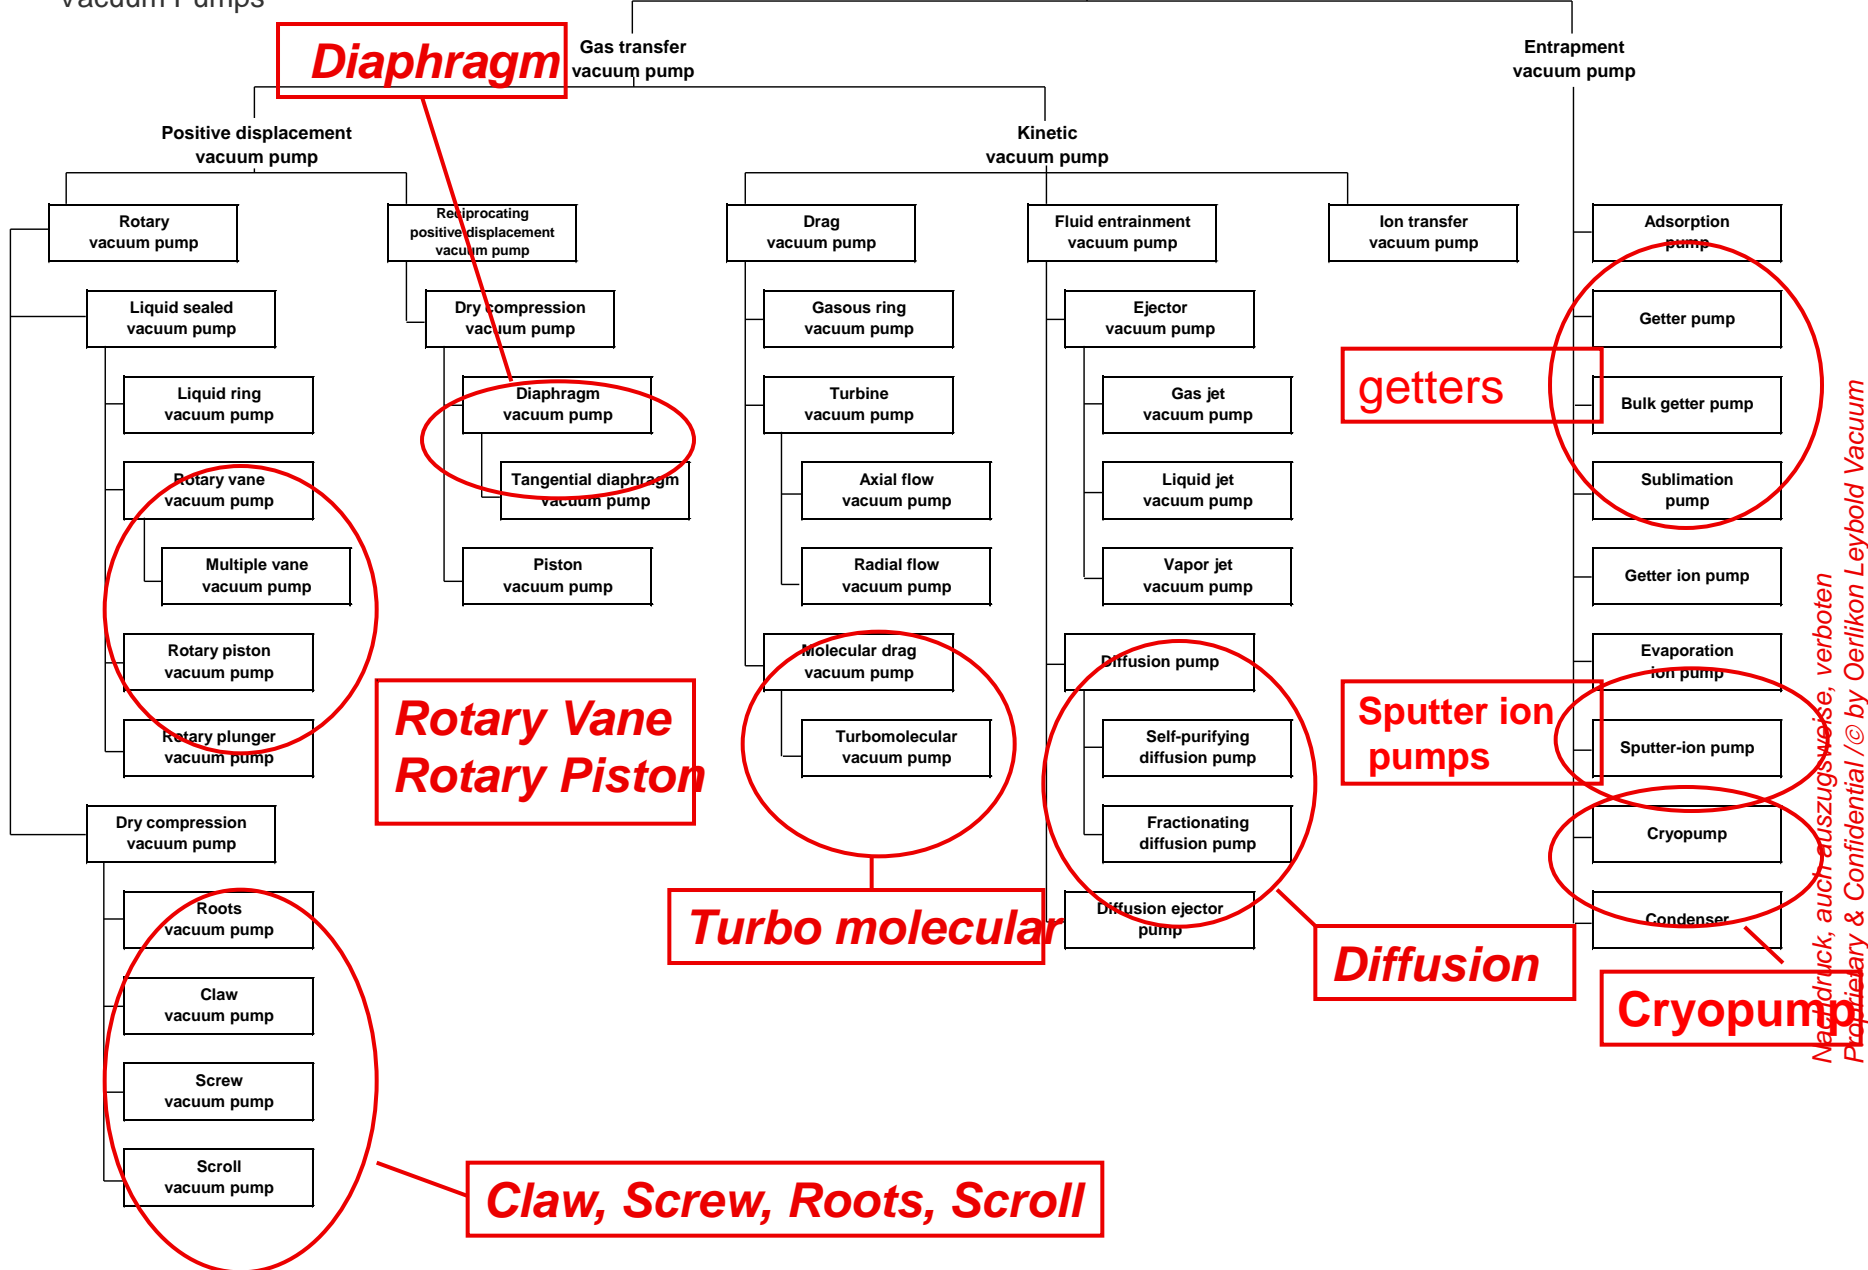 Vacuum Pumps
Diaphragm
Gas transfer
vacuum pump
Entrapment
vacuum pump
Positive displacement
vacuum pump
Kinetic
vacuum pump
Rotary
vacuum pump
Reciprocating
positive displacement
vacuum pump
Drag
vacuum pump
Fluid entrainment
vacuum pump
Ion transfer
vacuum pump
Adsorption
pump
Liquid sealed
vacuum pump
Dry compression
vacuum pump
Gasous ring
vacuum pump
Ejector
vacuum pump
Getter pump
getters
Liquid ring
vacuum pump
Diaphragm
vacuum pump
Turbine
vacuum pump
Gas jet
vacuum pump
Bulk getter pump
Rotary vane
vacuum pump
Tangential diaphragm
vacuum pump
Axial flow
vacuum pump
Liquid jet
vacuum pump
Sublimation
pump
Multiple vane
vacuum pump
Piston
vacuum pump
Radial flow
vacuum pump
Vapor jet
vacuum pump
Getter ion pump
Rotary piston
vacuum pump
Molecular drag
vacuum pump
Diffusion pump
Evaporation
ion pump
Rotary Vane
Rotary Piston
Sputter ion
pumps
Rotary plunger
vacuum pump
Turbomolecular
vacuum pump
Self-purifying
diffusion pump
Sputter-ion pump
Dry compression
vacuum pump
Fractionating
diffusion pump
Cryopump
Roots
vacuum pump
Turbo molecular
Diffusion ejector
pump
Condenser
Diffusion
Claw
vacuum pump
Cryopump
Screw
vacuum pump
Scroll
vacuum pump
Claw, Screw, Roots, Scroll
Nachdruck, auch auszugsweise, verboten
Proprietary & Confidential / © by Oerlikon Leybold Vacuum